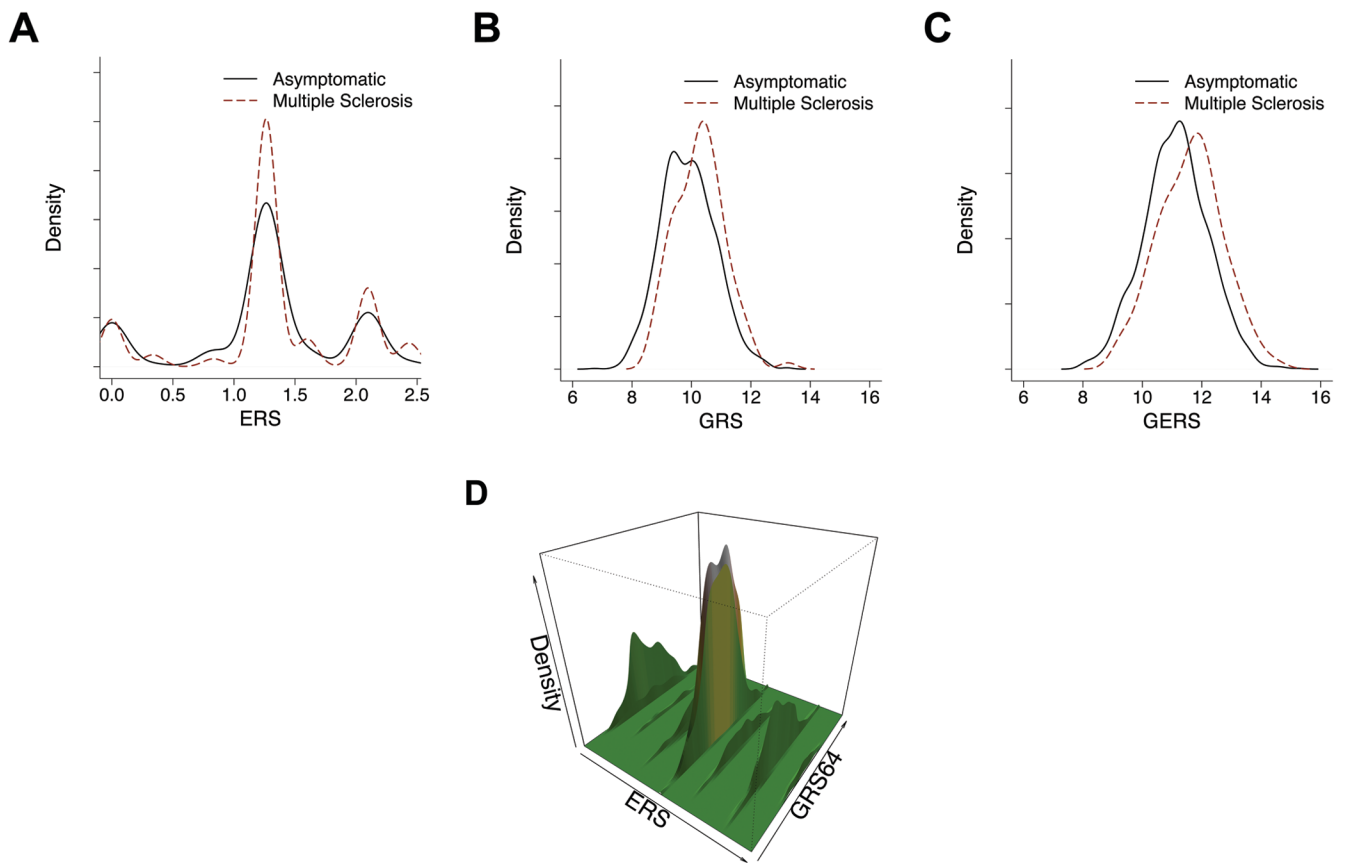 A
Asymptomatic
Multiple Sclerosis
Density
0.0 0.5 1.0 1.5 2.0 2.5
ERS
B
Asymptomatic
Multiple Sclerosis
Density
6 8 10 12 14 16
GRS
C
Asymptomatic
Multiple Sclerosis
Density
6 8 10 12 14 16
GERS
D
Density
ERS
GRS64